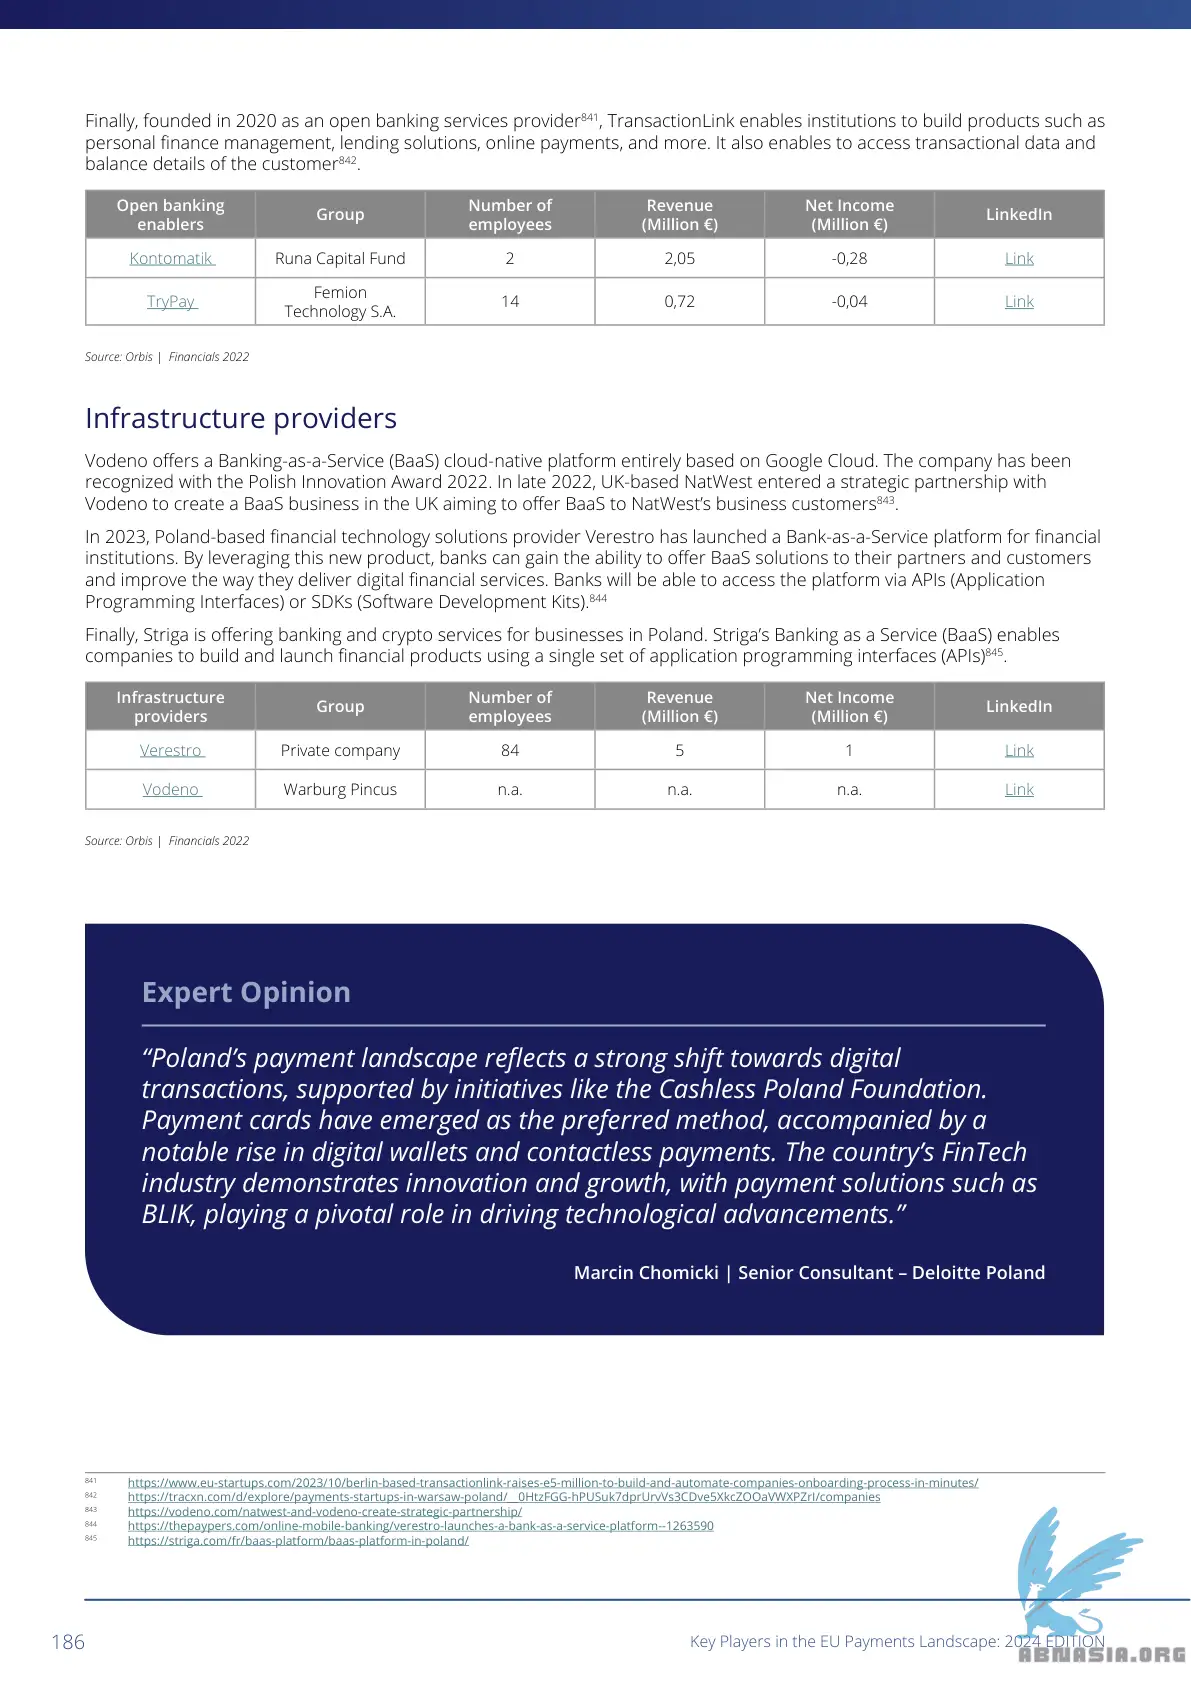 Finally, founded in 2020 as an open banking services provider841, TransactionLink enables institutions to build products such as
personal finance management, lending solutions, online payments, and more. It also enables to access transactional data and
balance details of the customer842.
Open banking enablers | Group | Number of employees | Revenue (Million €) | Net Income (Million €) | LinkedIn
Kontomatik | Runa Capital Fund | 2 | 2,05 | -0,28 | Link
TryPay | Femion Technology S.A. | 14 | 0,72 | -0,04 | Link
Source: Orbis | Financials 2022
Infrastructure providers
Vodeno offers a Banking-as-a-Service (BaaS) cloud-native platform entirely based on Google Cloud. The company has been
recognized with the Polish Innovation Award 2022. In late 2022, UK-based NatWest entered a strategic partnership with
Vodeno to create a BaaS business in the UK aiming to offer BaaS to NatWest's business customers843.
In 2023, Poland-based financial technology solutions provider Verestro has launched a Bank-as-a-Service platform for financial
institutions. By leveraging this new product, banks can gain the ability to offer BaaS solutions to their partners and customers
and improve the way they deliver digital financial services. Banks will be able to access the platform via APIs (Application
Programming Interfaces) or SDKs (Software Development Kits).844
Finally, Striga is offering banking and crypto services for businesses in Poland. Striga's Banking as a Service (BaaS) enables
companies to build and launch financial products using a single set of application programming interfaces (APIs)845.
Infrastructure providers | Group | Number of employees | Revenue (Million €) | Net Income (Million €) | LinkedIn
Verestro | Private company | 84 | 5 | 1 | Link
Vodeno | Warburg Pincus | n.a. | n.a. | n.a. | Link
Source: Orbis | Financials 2022
Expert Opinion
“Poland’s payment landscape reflects a strong shift towards digital
transactions, supported by initiatives like the Cashless Poland Foundation.
Payment cards have emerged as the preferred method, accompanied by a
notable rise in digital wallets and contactless payments. The country’s FinTech
industry demonstrates innovation and growth, with payment solutions such as
BLIK, playing a pivotal role in driving technological advancements.”
Marcin Chomicki | Senior Consultant – Deloitte Poland
841 https://www.eu-startups.com/2023/10/berlin-based-transactionlink-raises-e5-million-to-build-and-automate-companies-onboarding-process-in-minutes/
842 https://tracxn.com/d/explore/payments-startups-in-warsaw-poland/__0HtzFGG-hPUSuk7dprUrvVs3CDve5XkcZOOaVWXPZrI/companies
843 https://vodeno.com/natwest-and-vodeno-create-strategic-partnership/
844 https://thepaypers.com/online-mobile-banking/verestro-launches-a-bank-as-a-service-platform--1263590
845 https://striga.com/fr/baas-platform/baas-platform-in-poland/
186
Key Players in the EU Payments Landscape: 2024 EDITION
ABNASIA.ORG